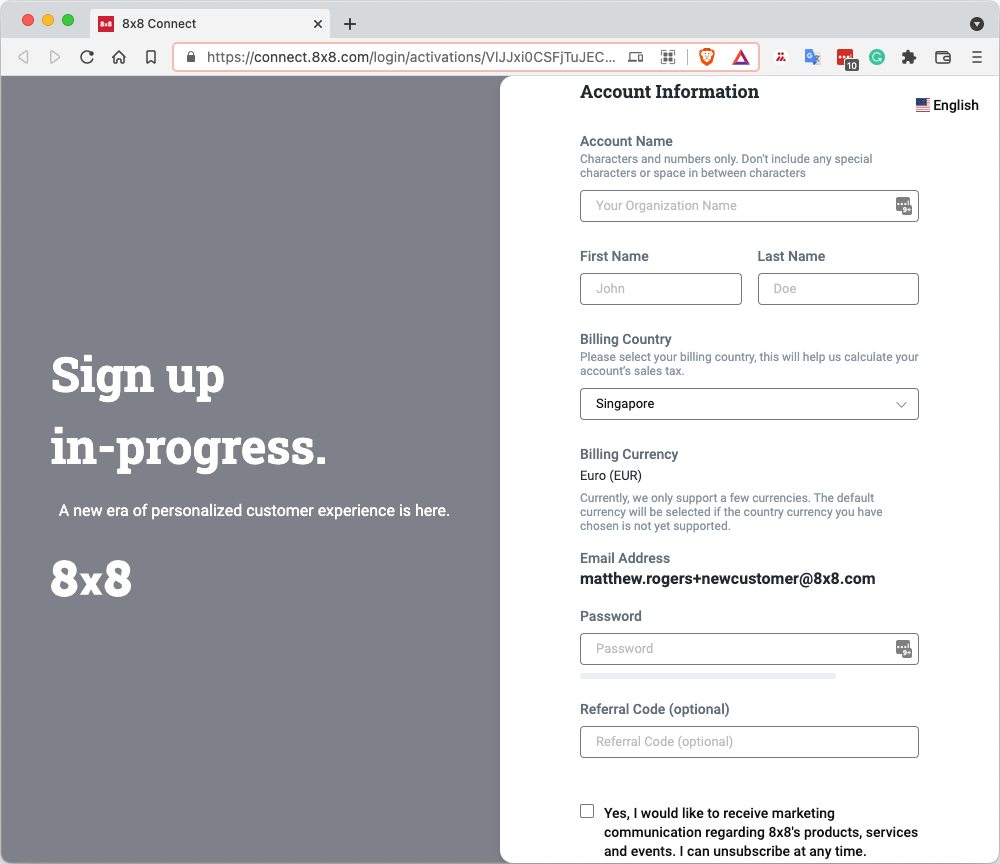 8x8 8x8 Connect
https://connect.8x8.com/login/activations/VlJJxi0CSFjTuJEC...
10
Account Information
English
Account Name
Characters and numbers only. Don't include any special
characters or space in between characters
Your Organization Name
9+
First Name Last Name
John Doe
Billing Country
Please select your billing country, this will help us calculate your
account's sales tax.
Singapore
Sign up
in-progress.
A new era of personalized customer experience is here.
8x8
Billing Currency
Euro (EUR)
Currently, we only support a few currencies. The default
currency will be selected if the country currency you have
chosen is not yet supported.
Email Address
matthew.rogers+newcustomer@8x8.com
Password
Password
9+
Referral Code (optional)
Referral Code (optional)
Yes, I would like to receive marketing
communication regarding 8x8's products, services
and events. I can unsubscribe at any time.